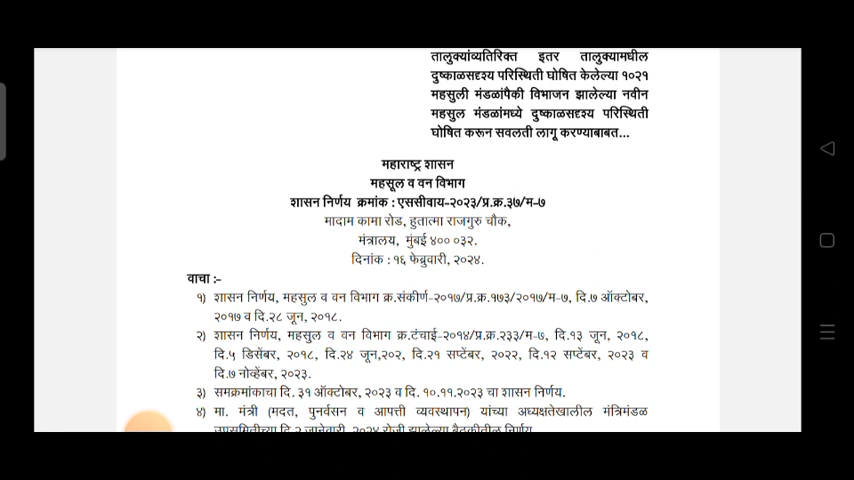 तालुक्यांव्यतिरिक्त इतर तालुक्यामधील
दुष्काळसदृश्य परिस्थिती घोषित केलेल्या १०२१
महसुली मंडळांपैकी विभाजन झालेल्या नवीन
महसुल मंडळांमध्ये दुष्काळसदृश्य परिस्थिती
घोषित करून सवलती लागू करण्याबाबत...
महाराष्ट्र शासन
महसूल व वन विभाग
शासन निर्णय क्रमांक : एससीवाय-२०२३/प्र.क्र.३७/म-७
मादाम कामा रोड, हुतात्मा राजगुरु चौक,
मंत्रालय, मुंबई ४०० ०३२.
दिनांक : १६ फेब्रुवारी, २०२४.
वाचा :-
१) शासन निर्णय, महसुल व वन विभाग क्र.संकीर्ण-२०१७/प्र.क्र.१७३/२०१७/म-७, दि.७ ऑक्टोबर,
२०१७ व दि.२८ जून, २०१८.
२) शासन निर्णय, महसुल व वन विभाग क्र.टंचाई-२०१४/प्र.क्र.२३३/म-७, दि.१३ जून, २०१८,
दि.५ डिसेंबर, २०१८, दि.२४ जून,२०२, दि.२१ सप्टेंबर, २०२२, दि.१२ सप्टेंबर, २०२३ व
दि.७ नोव्हेंबर, २०२३.
३) समक्रमांकाचा दि. ३१ ऑक्टोबर, २०२३ व दि. १०.११.२०२३ चा शासन निर्णय.
४) मा. मंत्री (मदत, पुनर्वसन व आपत्ती व्यवस्थापन) यांच्या अध्यक्षतेखालील मंत्रिमंडळ
उपसमितीच्या दि.२ जानेवारी, २०२४ रोजी झालेल्या बैठकीतील निर्णय